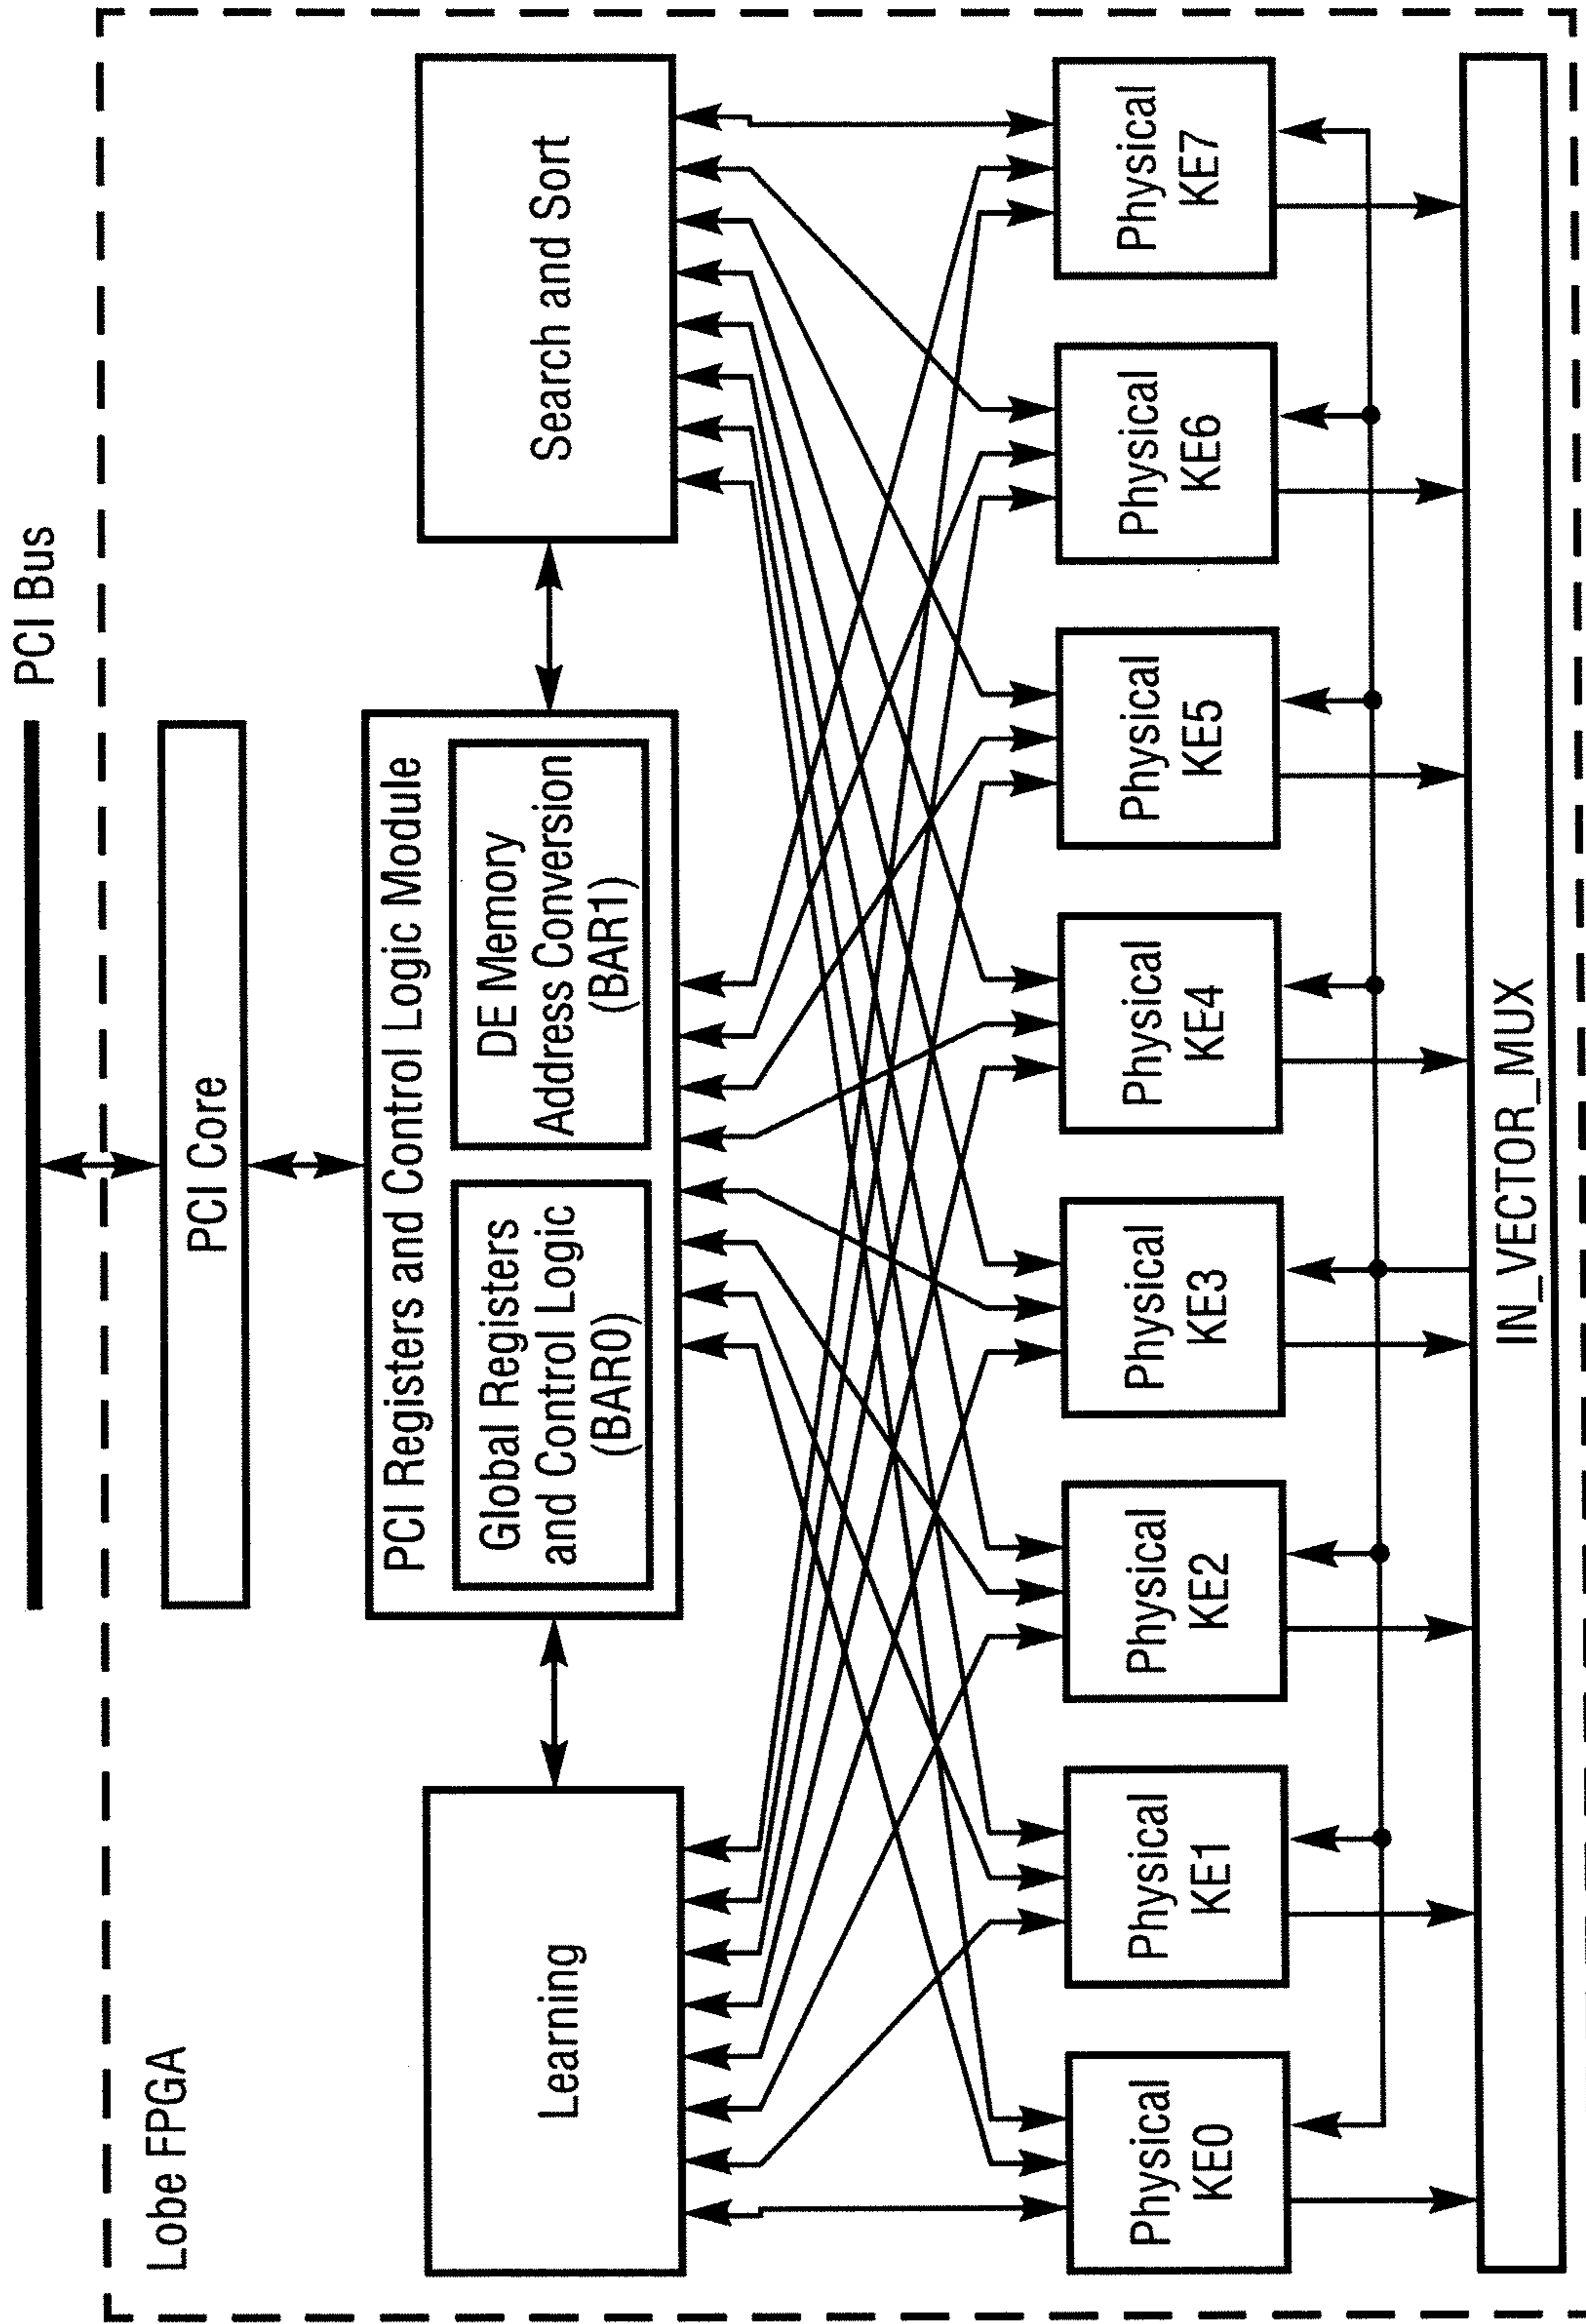 PCI Bus
Lobe FPGA
PCI Core
PCI Registers and Control Logic Module
Global Registers
and Control Logic
(BAR0)
DE Memory
Address Conversion
(BAR1)
Learning
Search and Sort
Physical
KE0
Physical
KE1
Physical
KE2
Physical
KE3
Physical
KE4
Physical
KE5
Physical
KE6
Physical
KE7
IN_VECTOR_MUX